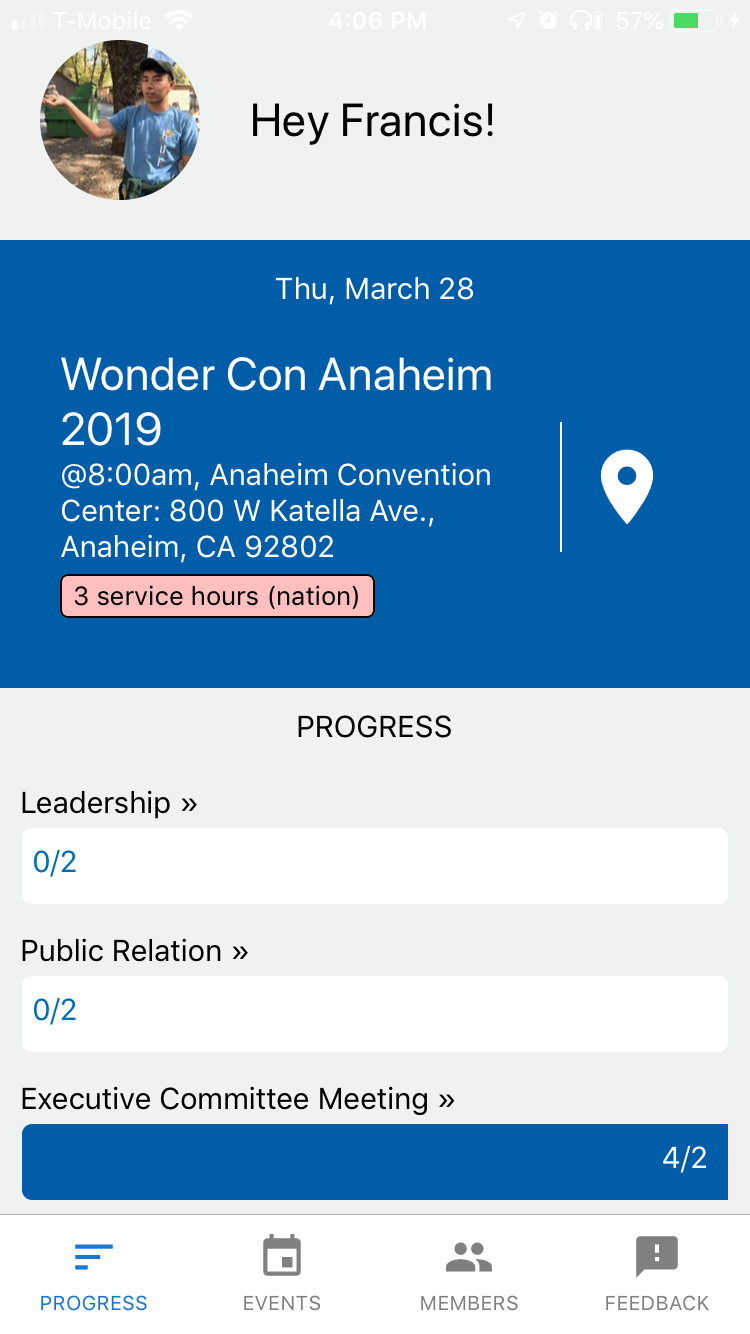 T-Mobile 4:06 PM 57%
Hey Francis!
Thu, March 28
Wonder Con Anaheim
2019
@8:00am, Anaheim Convention
Center: 800 W Katella Ave.,
Anaheim, CA 92802
3 service hours (nation)
PROGRESS
Leadership »
0/2
Public Relation »
0/2
Executive Committee Meeting »
4/2
PROGRESS EVENTS MEMBERS FEEDBACK